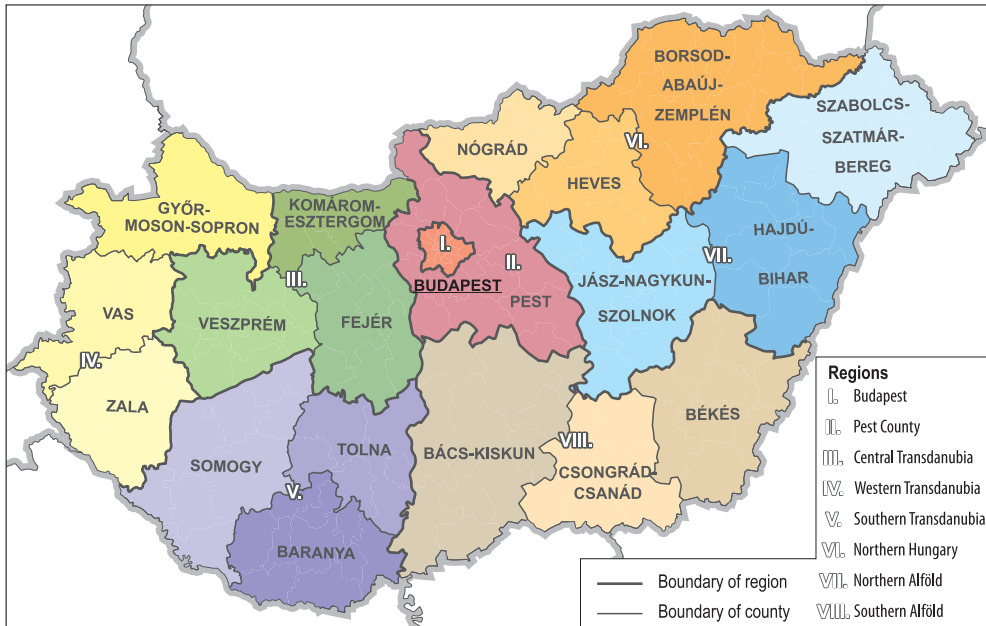 BORSOD-
ABAÚJ-
ZEMPLÉN
SZABOLCS-
SZATMÁR-
BEREG
NÓGRÁD
VI.
HEVES
KOMÁROM-
ESZTERGOM
GYŐR-
MOSON-SOPRON
HAJDÚ-
BIHAR
I.
II.
VII.
III.
BUDAPEST
PEST
JÁSZ-NAGYKUN-
SZOLNOK
VAS
VESZPRÉM
FEJÉR
IV.
ZALA
BÉKÉS
SOMOGY
TOLNA
BÁCS-KISKUN
VIII.
CSONGRÁD-
CSANÁD
V.
BARANYA
Regions
I. Budapest
II. Pest County
III. Central Transdanubia
IV. Western Transdanubia
V. Southern Transdanubia
VI. Northern Hungary
VII. Northern Alföld
VIII. Southern Alföld
Boundary of region
Boundary of county